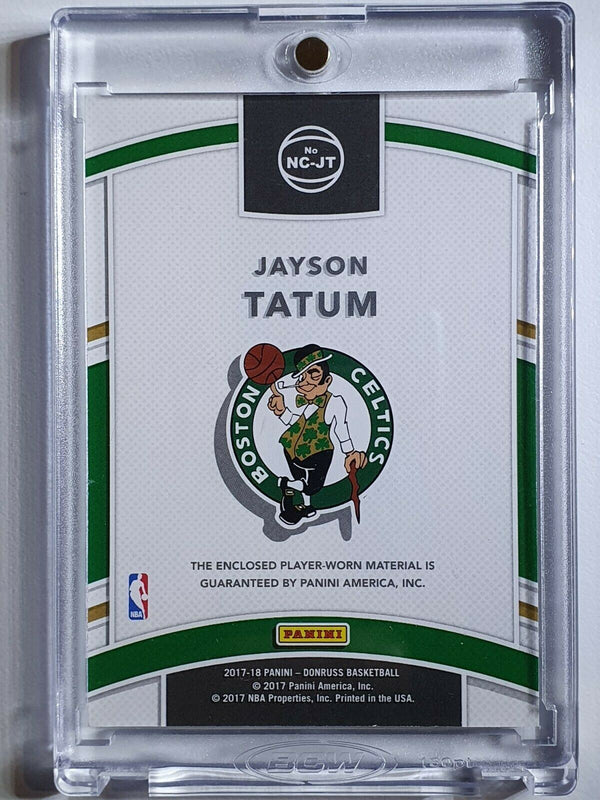 No
NC-JT
JAYSON
TATUM
BOSTON CELTICS
THE ENCLOSED PLAYER-WORN MATERIAL IS
GUARANTEED BY PANINI AMERICA, INC.
NBA
PANINI
2017-18 PANINI – DONRUSS BASKETBALL
© 2017 Panini America, Inc.
© 2017 NBA Properties, Inc. Printed in the USA.
BCW